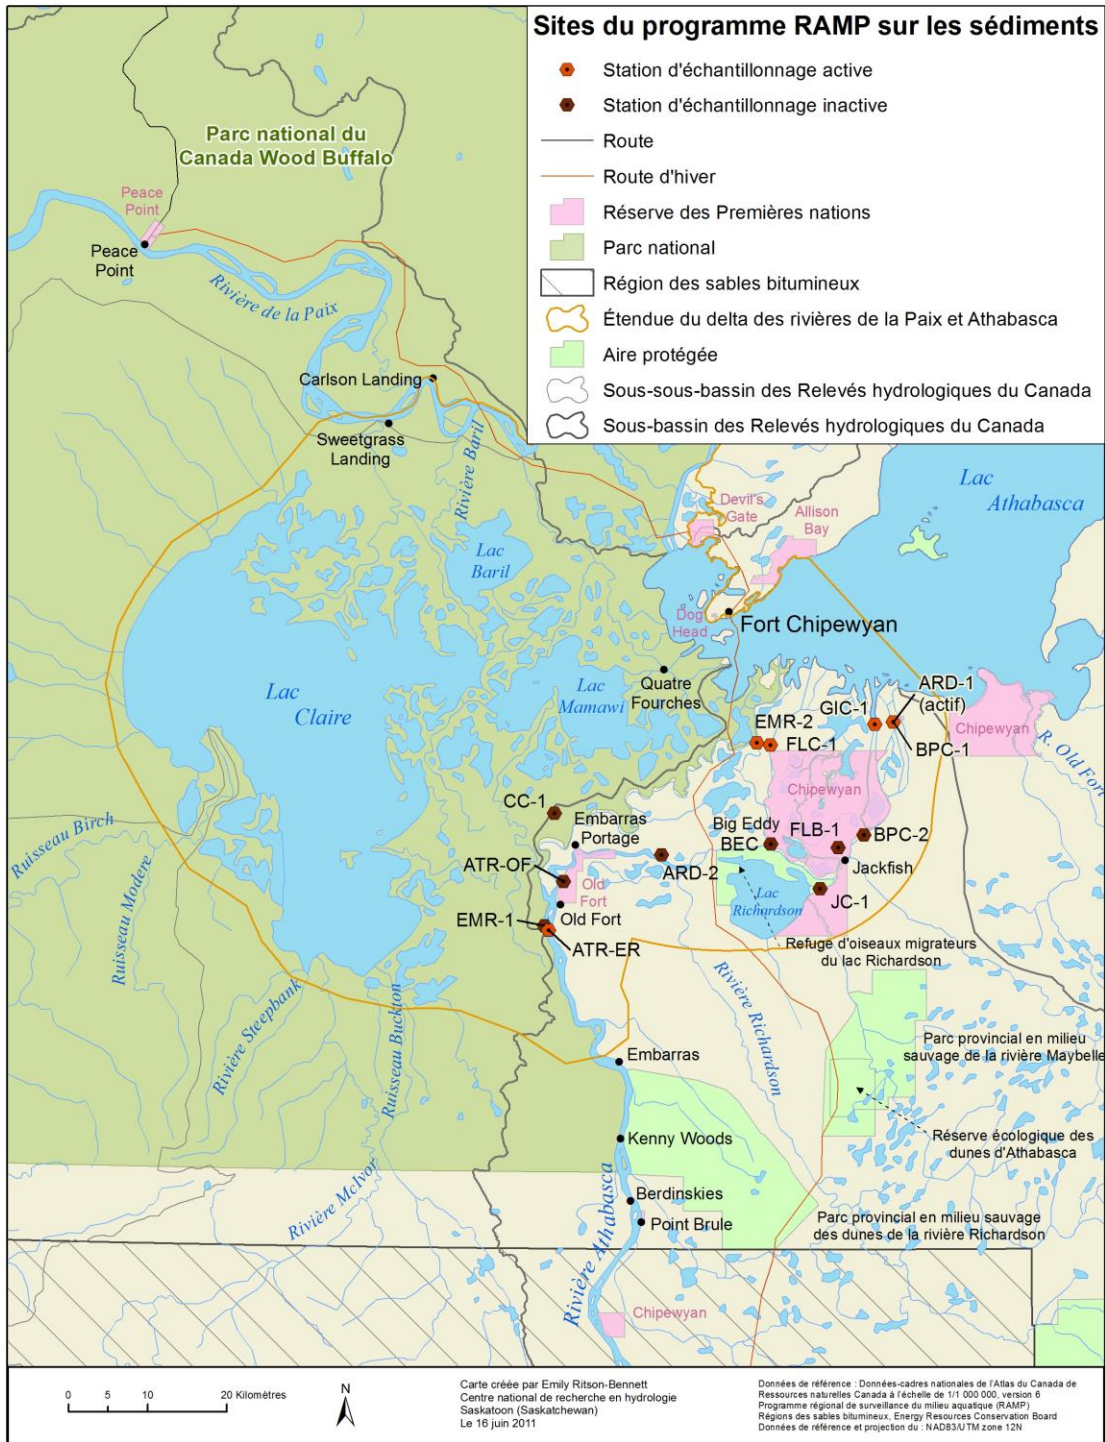 Sites du programme RAMP sur les sédiments
Station d'échantillonnage active
Station d'échantillonnage inactive
Route
Route d'hiver
Réserve des Premières nations
Parc national
Région des sables bitumineux
Étendue du delta des rivières de la Paix et Athabasca
Aire protégée
Sous-sous-bassin des Relevés hydrologiques du Canada
Sous-bassin des Relevés hydrologiques du Canada
Parc national du
Canada Wood Buffalo
Peace
Point
Peace
Point
Rivière de la Paix
Carlson Landing
Sweetgrass
Landing
Rivière Baril
Lac
Baril
Devil's
Gate
Allison
Bay
Lac
Athabasca
Dog
Head
Fort Chipewyan
Quatre
Fourches
Lac
Claire
Lac
Mamawi
ARD-1
(actif)
GIC-1
EMR-2
FLC-1
BPC-1
Chipewyan
R. Old Fort
Chipewyan
CC-1
Embarras
Portage
Big Eddy
BEC
FLB-1
BPC-2
Jackfish
ATR-OF
ARD-2
Old
Fort
Old Fort
Lac
Richardson
JC-1
EMR-1
ATR-ER
Refuge d'oiseaux migrateurs
du lac Richardson
Ruisseau Birch
Ruisseau Modere
Rivière Steepbank
Ruisseau Buckton
Rivière Richardson
Embarras
Parc provincial en milieu
sauvage de la rivière Maybelle
Kenny Woods
Réserve écologique des
dunes d'Athabasca
Rivière McIvor
Berdinskies
Point Brule
Parc provincial en milieu sauvage
des dunes de la rivière Richardson
Rivière Athabasca
Chipewyan
0 5 10 20 Kilomètres
N
Carte créée par Emily Ritson-Bennett
Centre national de recherche en hydrologie
Saskatoon (Saskatchewan)
Le 16 juin 2011
Données de référence : Données-cadres nationales de l'Atlas du Canada de
Ressources naturelles Canada à l'échelle de 1/1 000 000, version 6
Programme régional de surveillance du milieu aquatique (RAMP)
Régions des sables bitumineux, Energy Resources Conservation Board
Données de référence et projection du : NAD83/UTM zone 12N